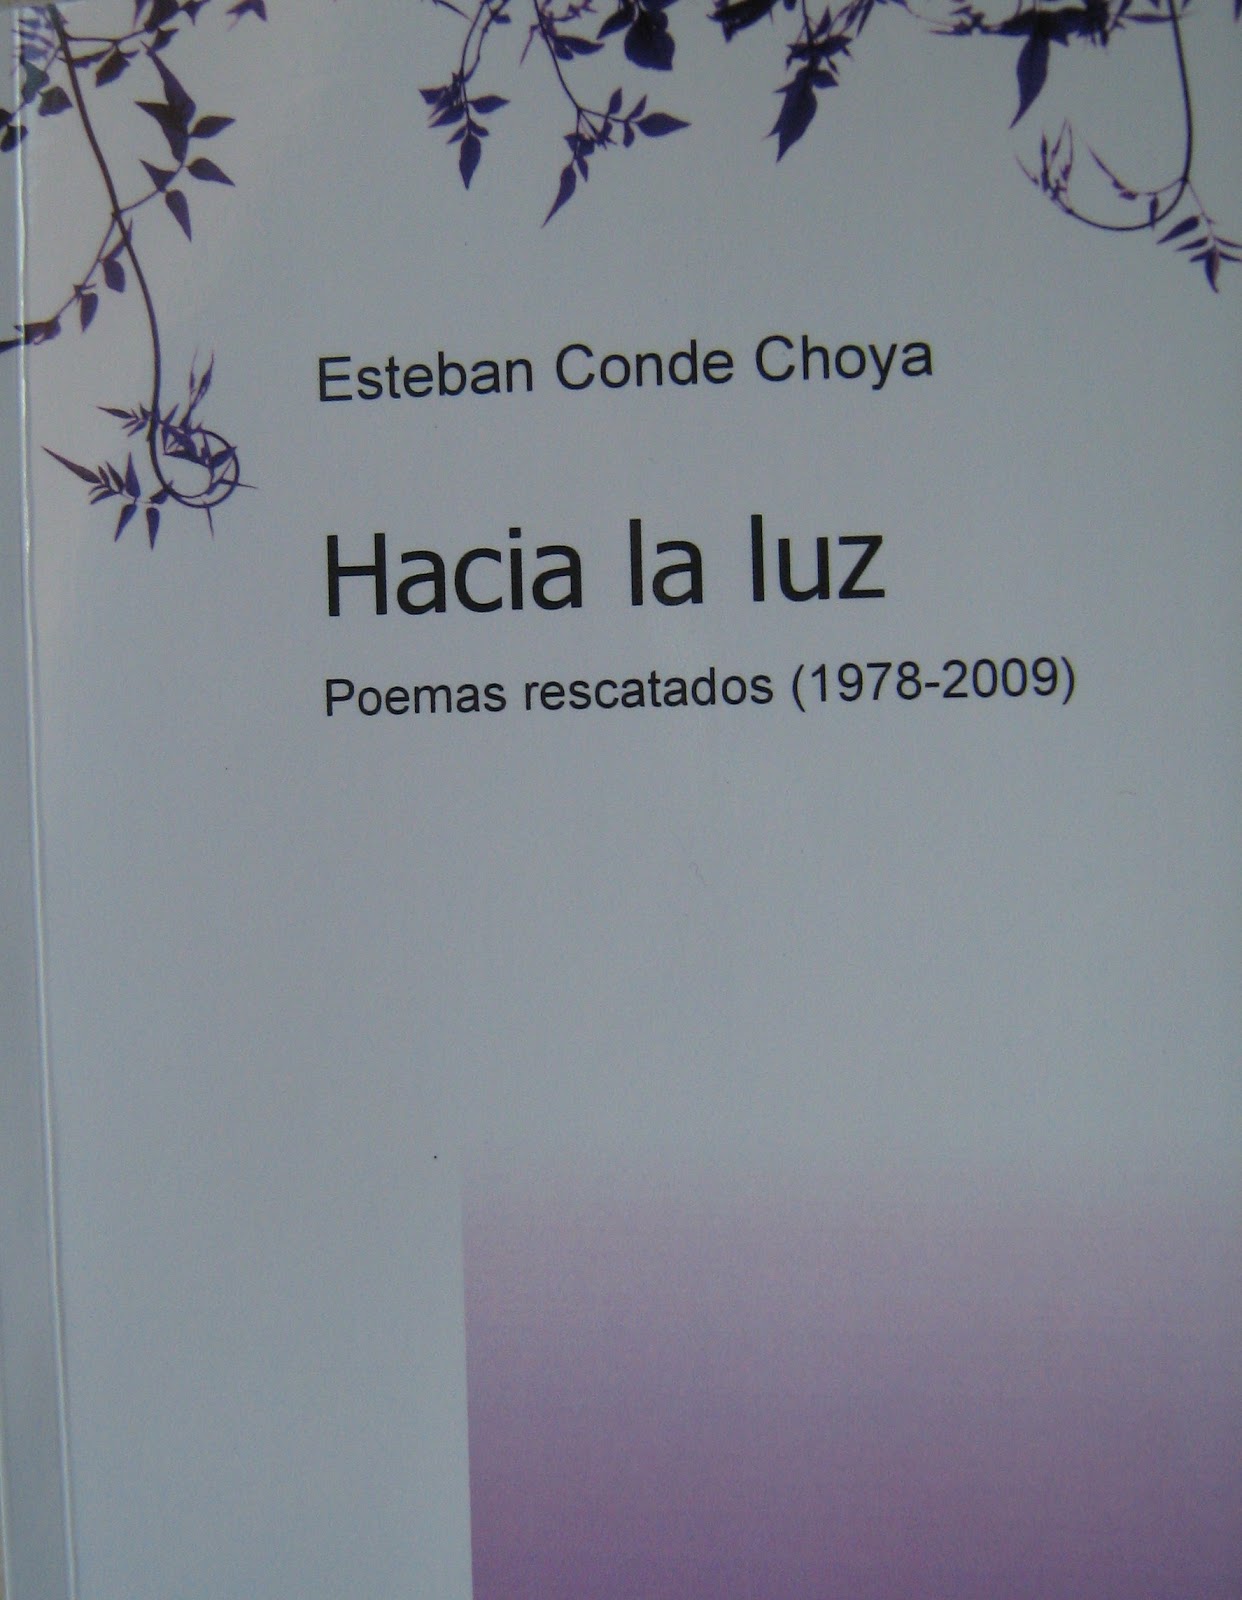 Esteban Conde Choya
Hacia la luz
Poemas rescatados (1978-2009)